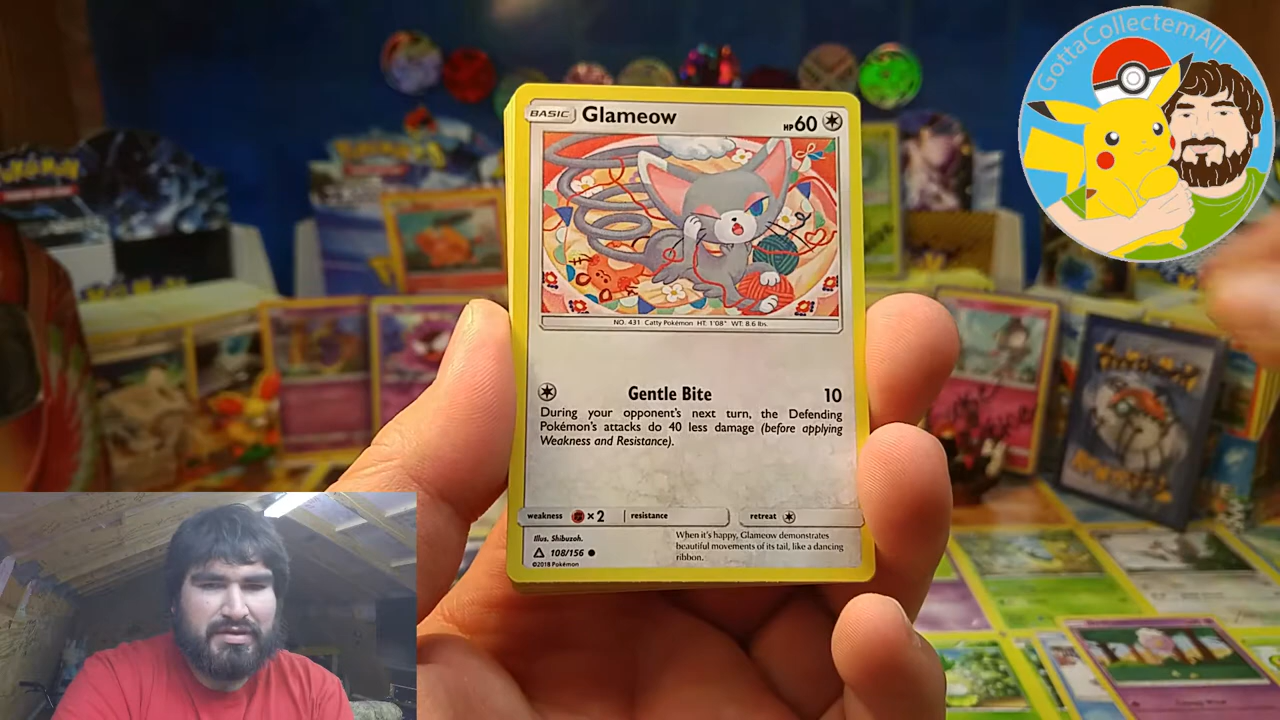 GottaCollectemAll
BASIC Glameow HP 60
NO. 431 Catty Pokémon HT: 1'08" WT: 8.6 lbs.
Gentle Bite 10
During your opponent's next turn, the Defending
Pokémon's attacks do 40 less damage (before applying
Weakness and Resistance).
weakness ×2 resistance retreat
Illus. Shibuzoh.
108/156
©2018 Pokémon
When it's happy, Glameow demonstrates
beautiful movements of its tail, like a dancing
ribbon.
POKÉMON